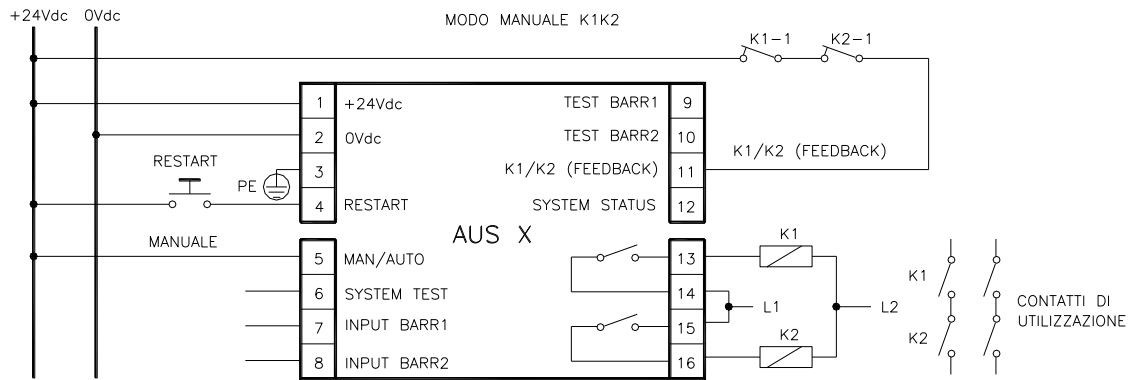 +24Vdc 0Vdc
MODO MANUALE K1K2
K1-1 K2-1
1 +24Vdc TEST BARR1 9
2 0Vdc TEST BARR2 10
K1/K2 (FEEDBACK)
RESTART
3 K1/K2 (FEEDBACK) 11
PE
4 RESTART SYSTEM STATUS 12
AUS X
MANUALE
K1
5 MAN/AUTO 13
K1
6 SYSTEM TEST 14
L1 L2
CONTATTI DI
UTILIZZAZIONE
7 INPUT BARR1 15
K2
K2
8 INPUT BARR2 16